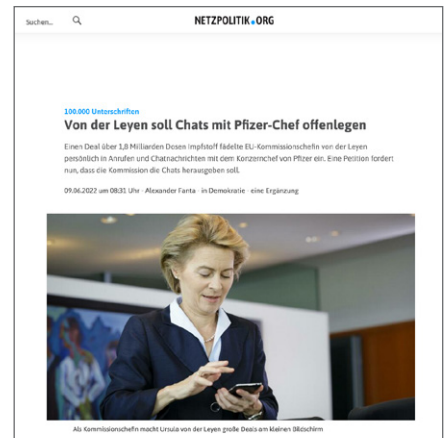 Suchen...
NETZPOLITIK.ORG
100.000 Unterschriften
Von der Leyen soll Chats mit Pfizer-Chef offenlegen
Einen Deal über 1,8 Milliarden Dosen Impfstoff fädelte EU-Kommissionschefin von der Leyen
persönlich in Anrufen und Chatnachrichten mit dem Konzernchef von Pfizer ein. Eine Petition fordert
nun, dass die Kommission die Chats herausgeben soll.
09.06.2022 um 08:31 Uhr - Alexander Fanta - in Demokratie - eine Ergänzung
Als Kommissionschefin macht Ursula von der Leyen große Deals am kleinen Bildschirm